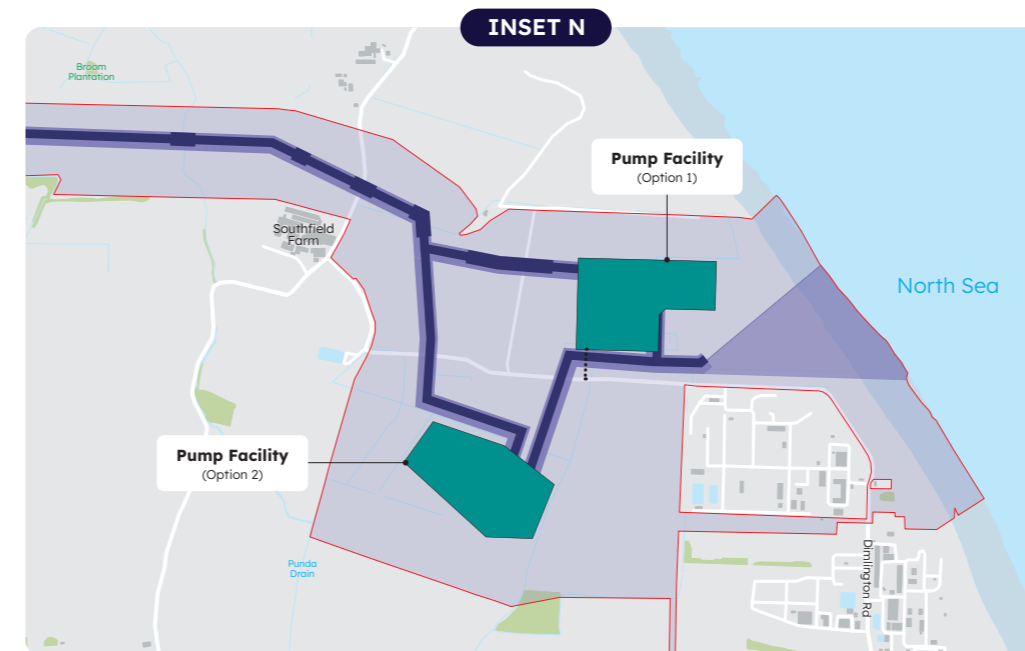 INSET N
Broom
Plantation
Pump Facility
(Option 1)
Southfield
Farm
North Sea
Pump Facility
(Option 2)
Punda
Drain
Dimlington Rd